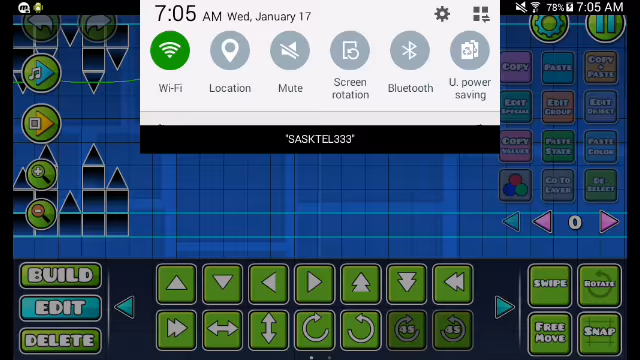 78% 7:05 AM
7:05 AM Wed, January 17
Wi-Fi
Location
Mute
Screen rotation
Bluetooth
U. power saving
"SASKTEL333"
COPY
PASTE
COPY + PASTE
EDIT SPECIAL
EDIT GROUP
EDIT OBJECT
COPY VALUES
PASTE STATE
PASTE COLOR
GO TO LAYER
DE-SELECT
0
BUILD
EDIT
DELETE
SWIPE
ROTATE
45
45
FREE MOVE
SNAP